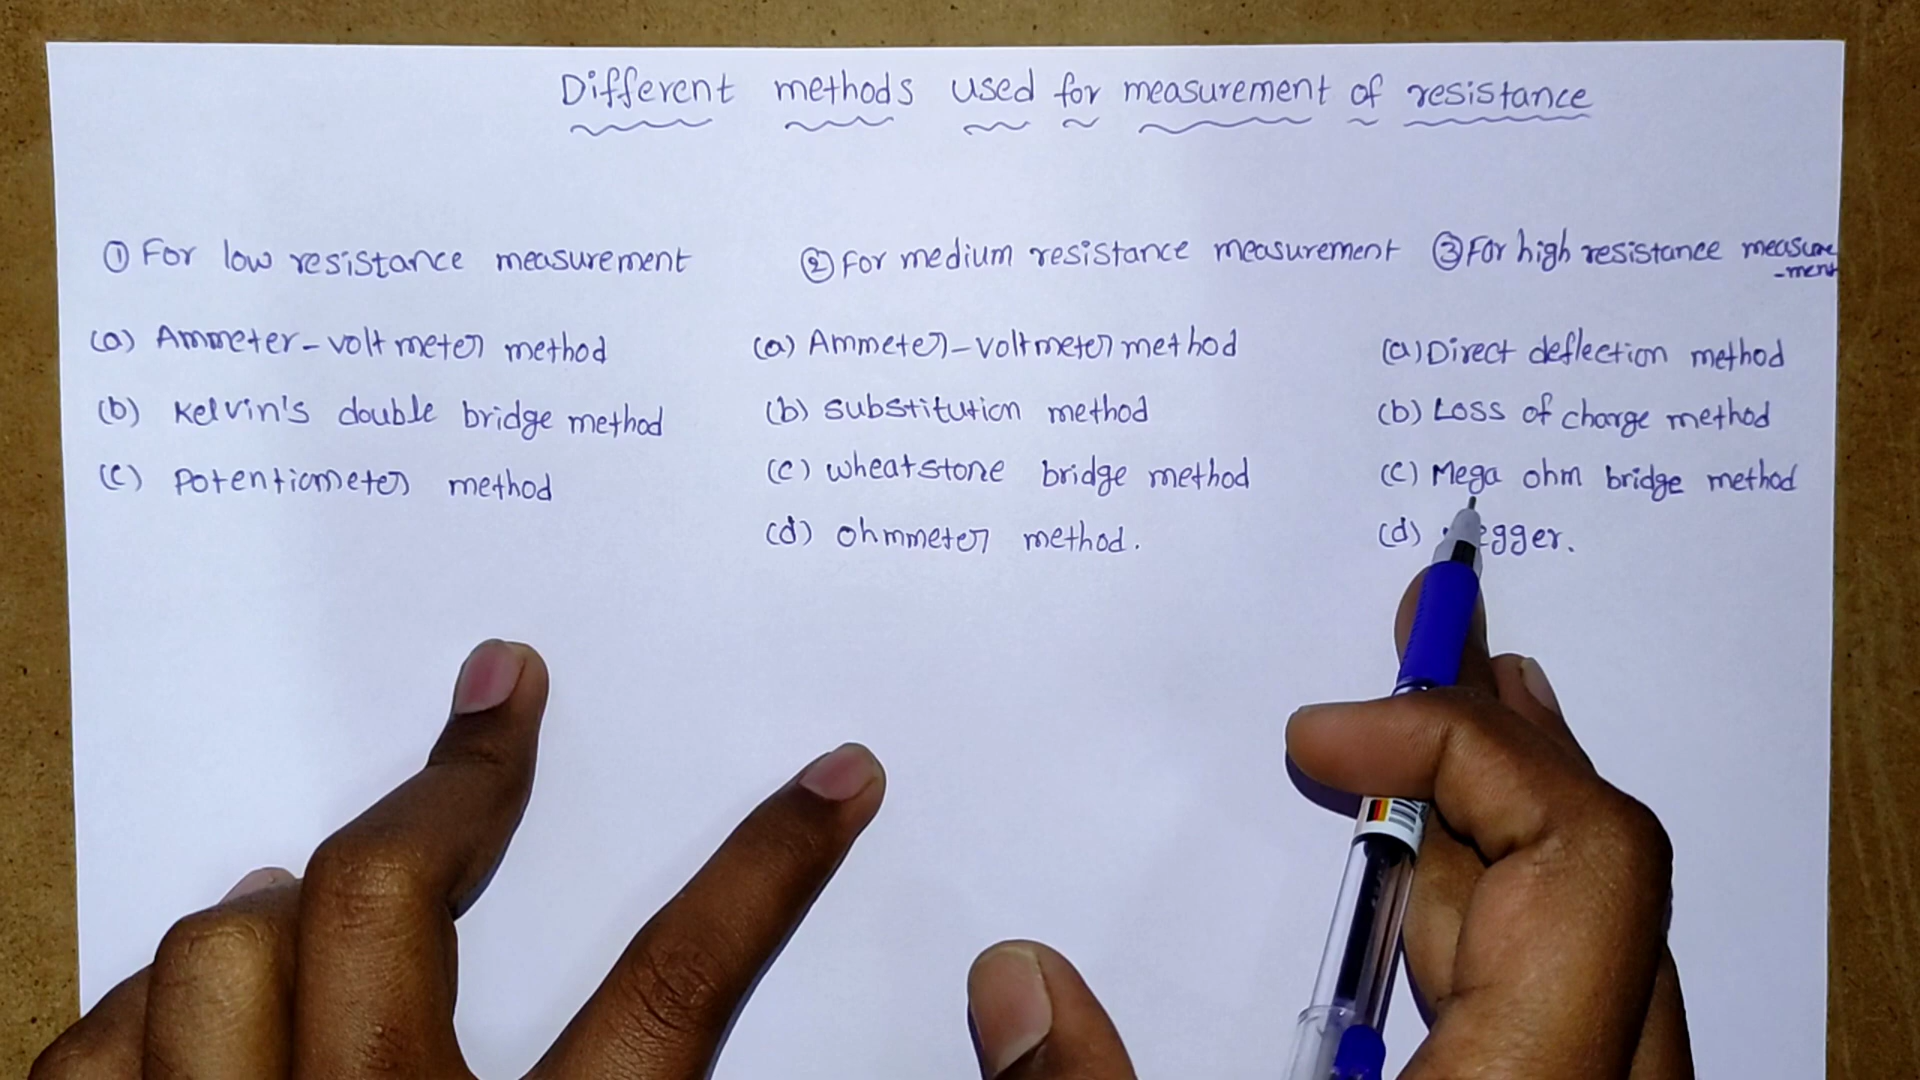 Different methods used for measurement of resistance
① For low resistance measurement
(a) Ammeter-voltmeter method
(b) Kelvin's double bridge method
(c) Potentiometer method
② For medium resistance measurement
(a) Ammeter-voltmeter method
(b) substitution method
(c) wheatstone bridge method
(d) ohmmeter method.
③ For high resistance measure
-ment
(a) Direct deflection method
(b) Loss of charge method
(c) Mega ohm bridge method
(d)